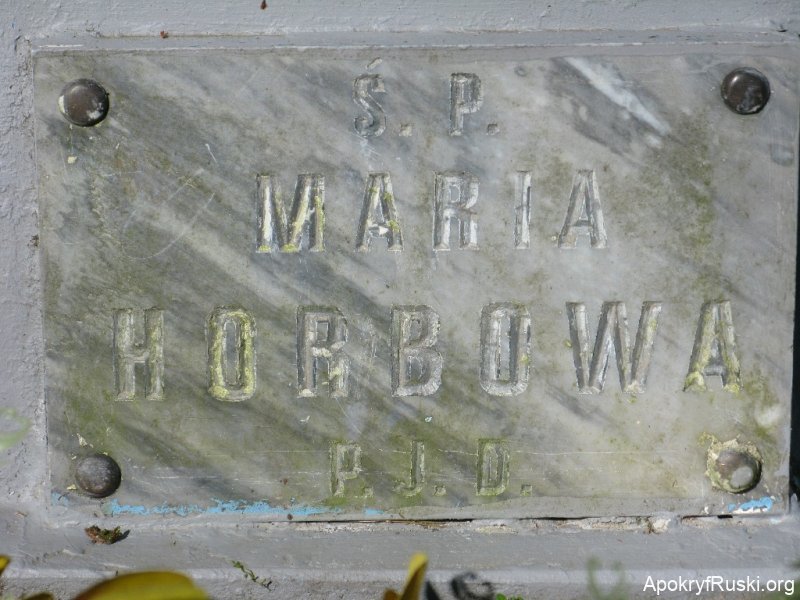 Ś. P.
MARIA
HORBOWA
P. J. D.
ApokryfRuski.org